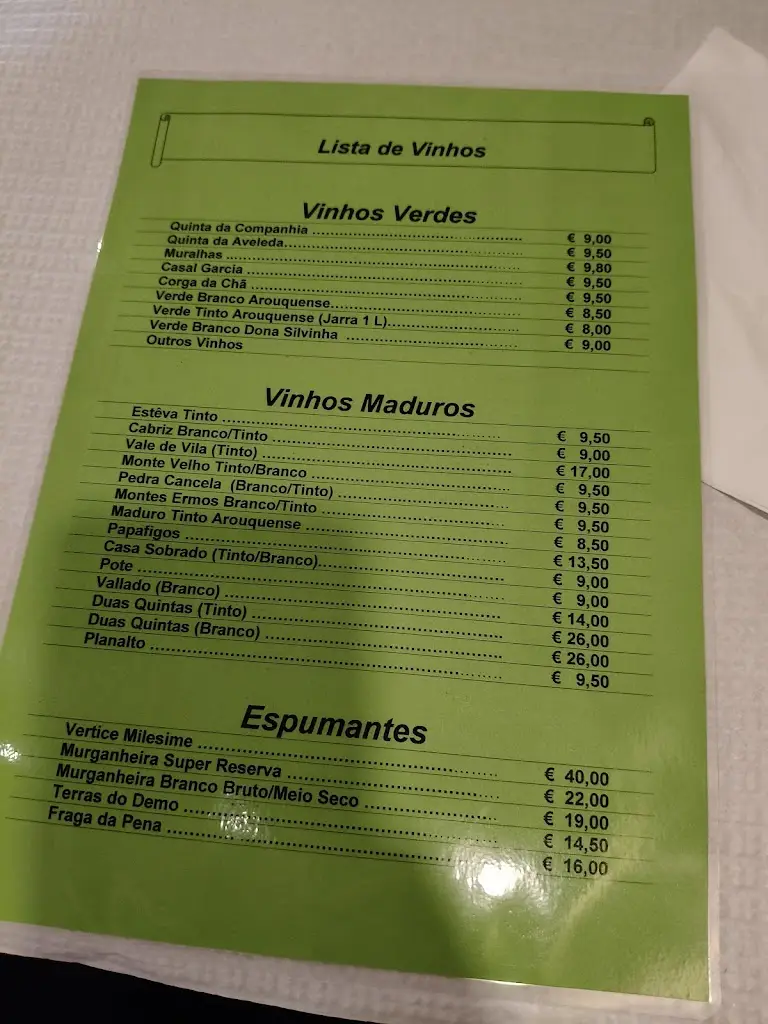 Lista de Vinhos
Vinhos Verdes
Quinta da Companhia ........................................ € 9,00
Quinta da Aveleda........................................ € 9,50
Muralhas ........................................ € 9,80
Casal Garcia ........................................ € 9,50
Corga da Chã ........................................ € 9,50
Verde Branco Arouquense........................................ € 8,50
Verde Tinto Arouquense (Jarra 1 L)........................................ € 8,00
Verde Branco Dona Silvinha ........................................ € 9,00
Outros Vinhos
Vinhos Maduros
Estêva Tinto ........................................ € 9,50
Cabriz Branco/Tinto ........................................ € 9,00
Vale de Vila (Tinto) ........................................ € 17,00
Monte Velho Tinto/Branco ........................................ € 9,50
Pedra Cancela (Branco/Tinto) ........................................ € 9,50
Montes Ermos Branco/Tinto ........................................ € 9,50
Maduro Tinto Arouquense ........................................ € 8,50
Papafigos ........................................ € 13,50
Casa Sobrado (Tinto/Branco)........................................ € 9,00
Pote ........................................ € 9,00
Vallado (Branco) ........................................ € 14,00
Duas Quintas (Tinto) ........................................ € 26,00
Duas Quintas (Branco) ........................................ € 26,00
Planalto ........................................ € 9,50
Espumantes
Vertice Milesime ........................................ € 40,00
Murganheira Super Reserva ........................................ € 22,00
Murganheira Branco Bruto/Meio Seco ........................................ € 19,00
Terras do Demo ........................................ € 14,50
Fraga da Pena ........................................ € 16,00